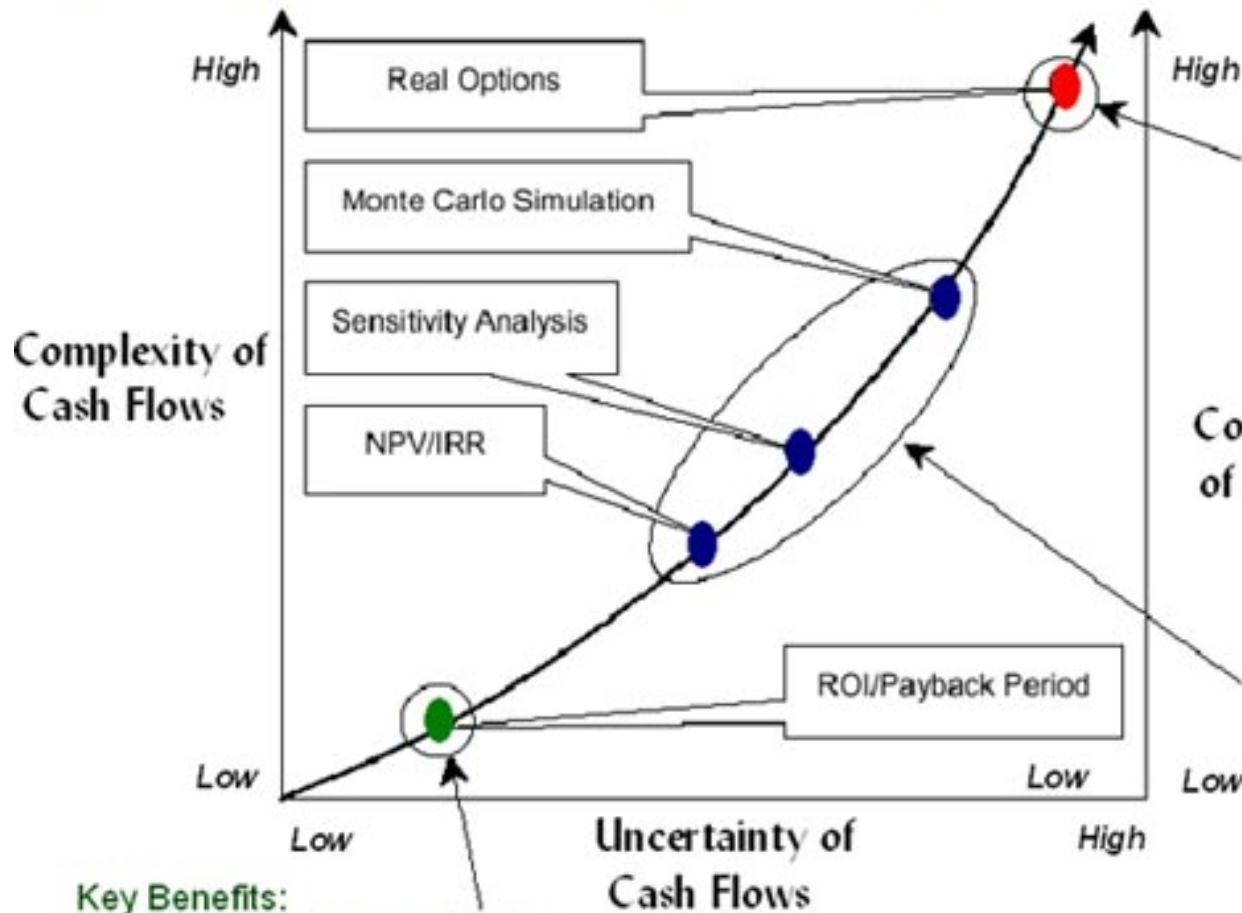 High
Real Options
High
Monte Carlo Simulation
Sensitivity Analysis
Complexity of
Cash Flows
NPV/IRR
Co
of
ROI/Payback Period
Low
Low
Low
Low
Uncertainty of
Cash Flows
High
Key Benefits: